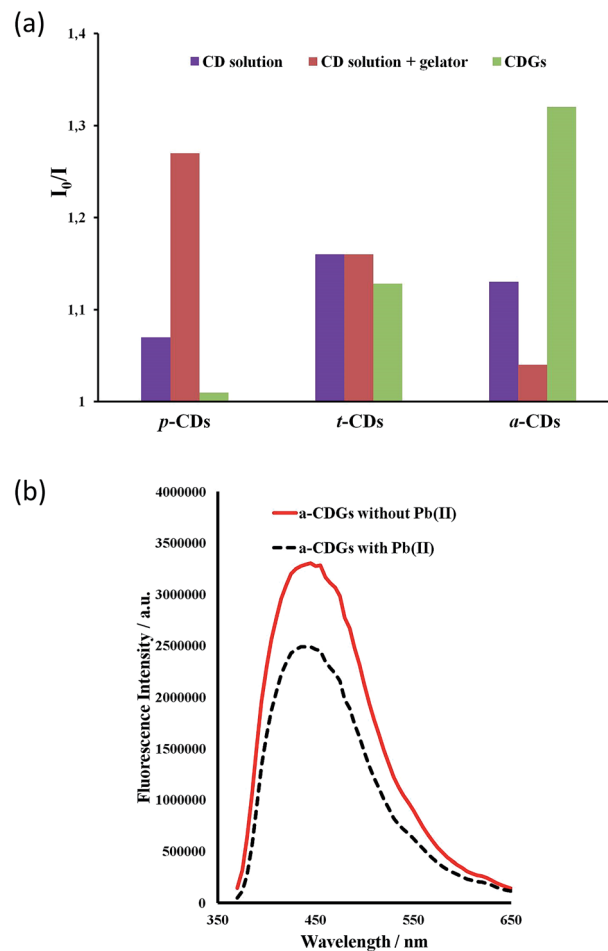 (a)
1,4
CD solution CD solution + gelator CDGs
1,3
I₀/I
1,2
1,1
1
p-CDs t-CDs a-CDs
(b)
4000000
a-CDGs without Pb(II)
3500000
a-CDGs with Pb(II)
3000000
2500000
Fluorescence Intensity / a.u.
2000000
1500000
1000000
500000
0
350 450 550 650
Wavelength / nm